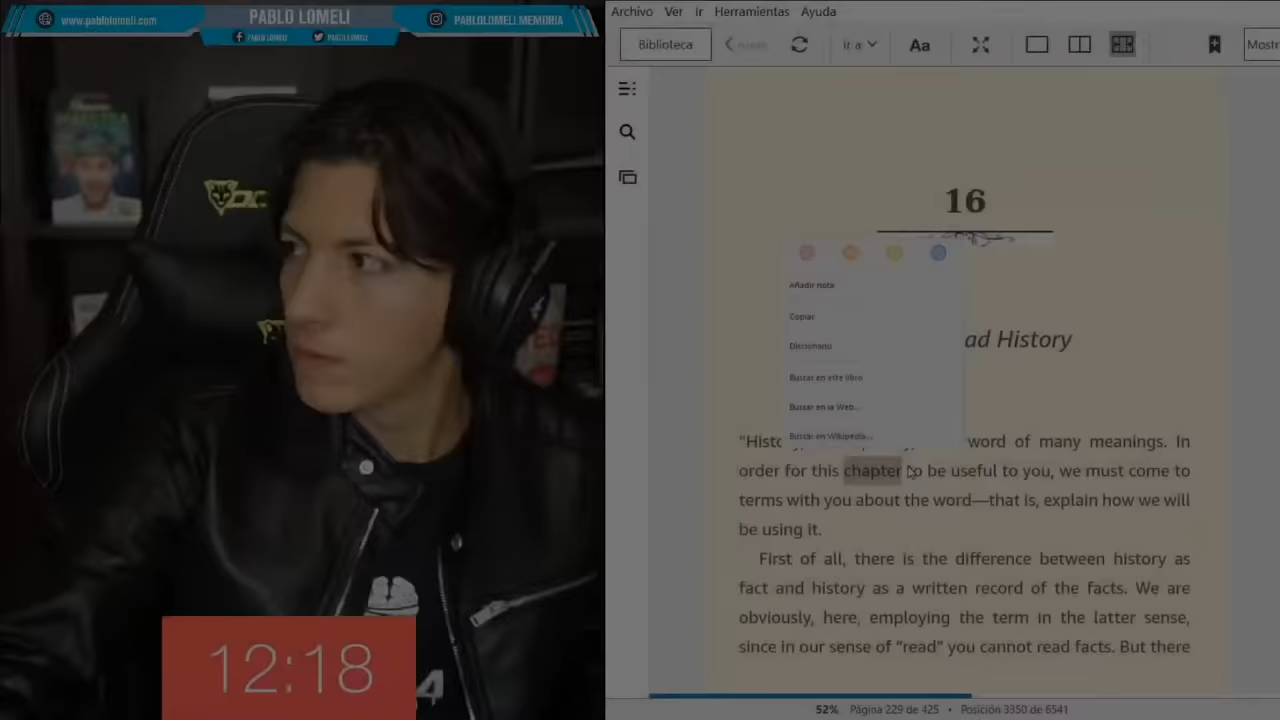 www.pablolomeli.com
PABLO LOMELI
PABLOLOMELI.MEMORIA
PABLO LOMELI
PABLOLOMELI
12:18
Archivo Ver Ir Herramientas Ayuda
Biblioteca
Ir a
Aa
Mostr
16
Añadir nota
Copiar
Diccionario
ad History
Buscar en este libro
Buscar en la Web...
Buscar en Wikipedia...
"Histo word of many meanings. In
order for this chapter to be useful to you, we must come to
terms with you about the word—that is, explain how we will
be using it.
First of all, there is the difference between history as
fact and history as a written record of the facts. We are
obviously, here, employing the term in the latter sense,
since in our sense of “read” you cannot read facts. But there
52% Página 229 de 425 • Posición 3350 de 6541